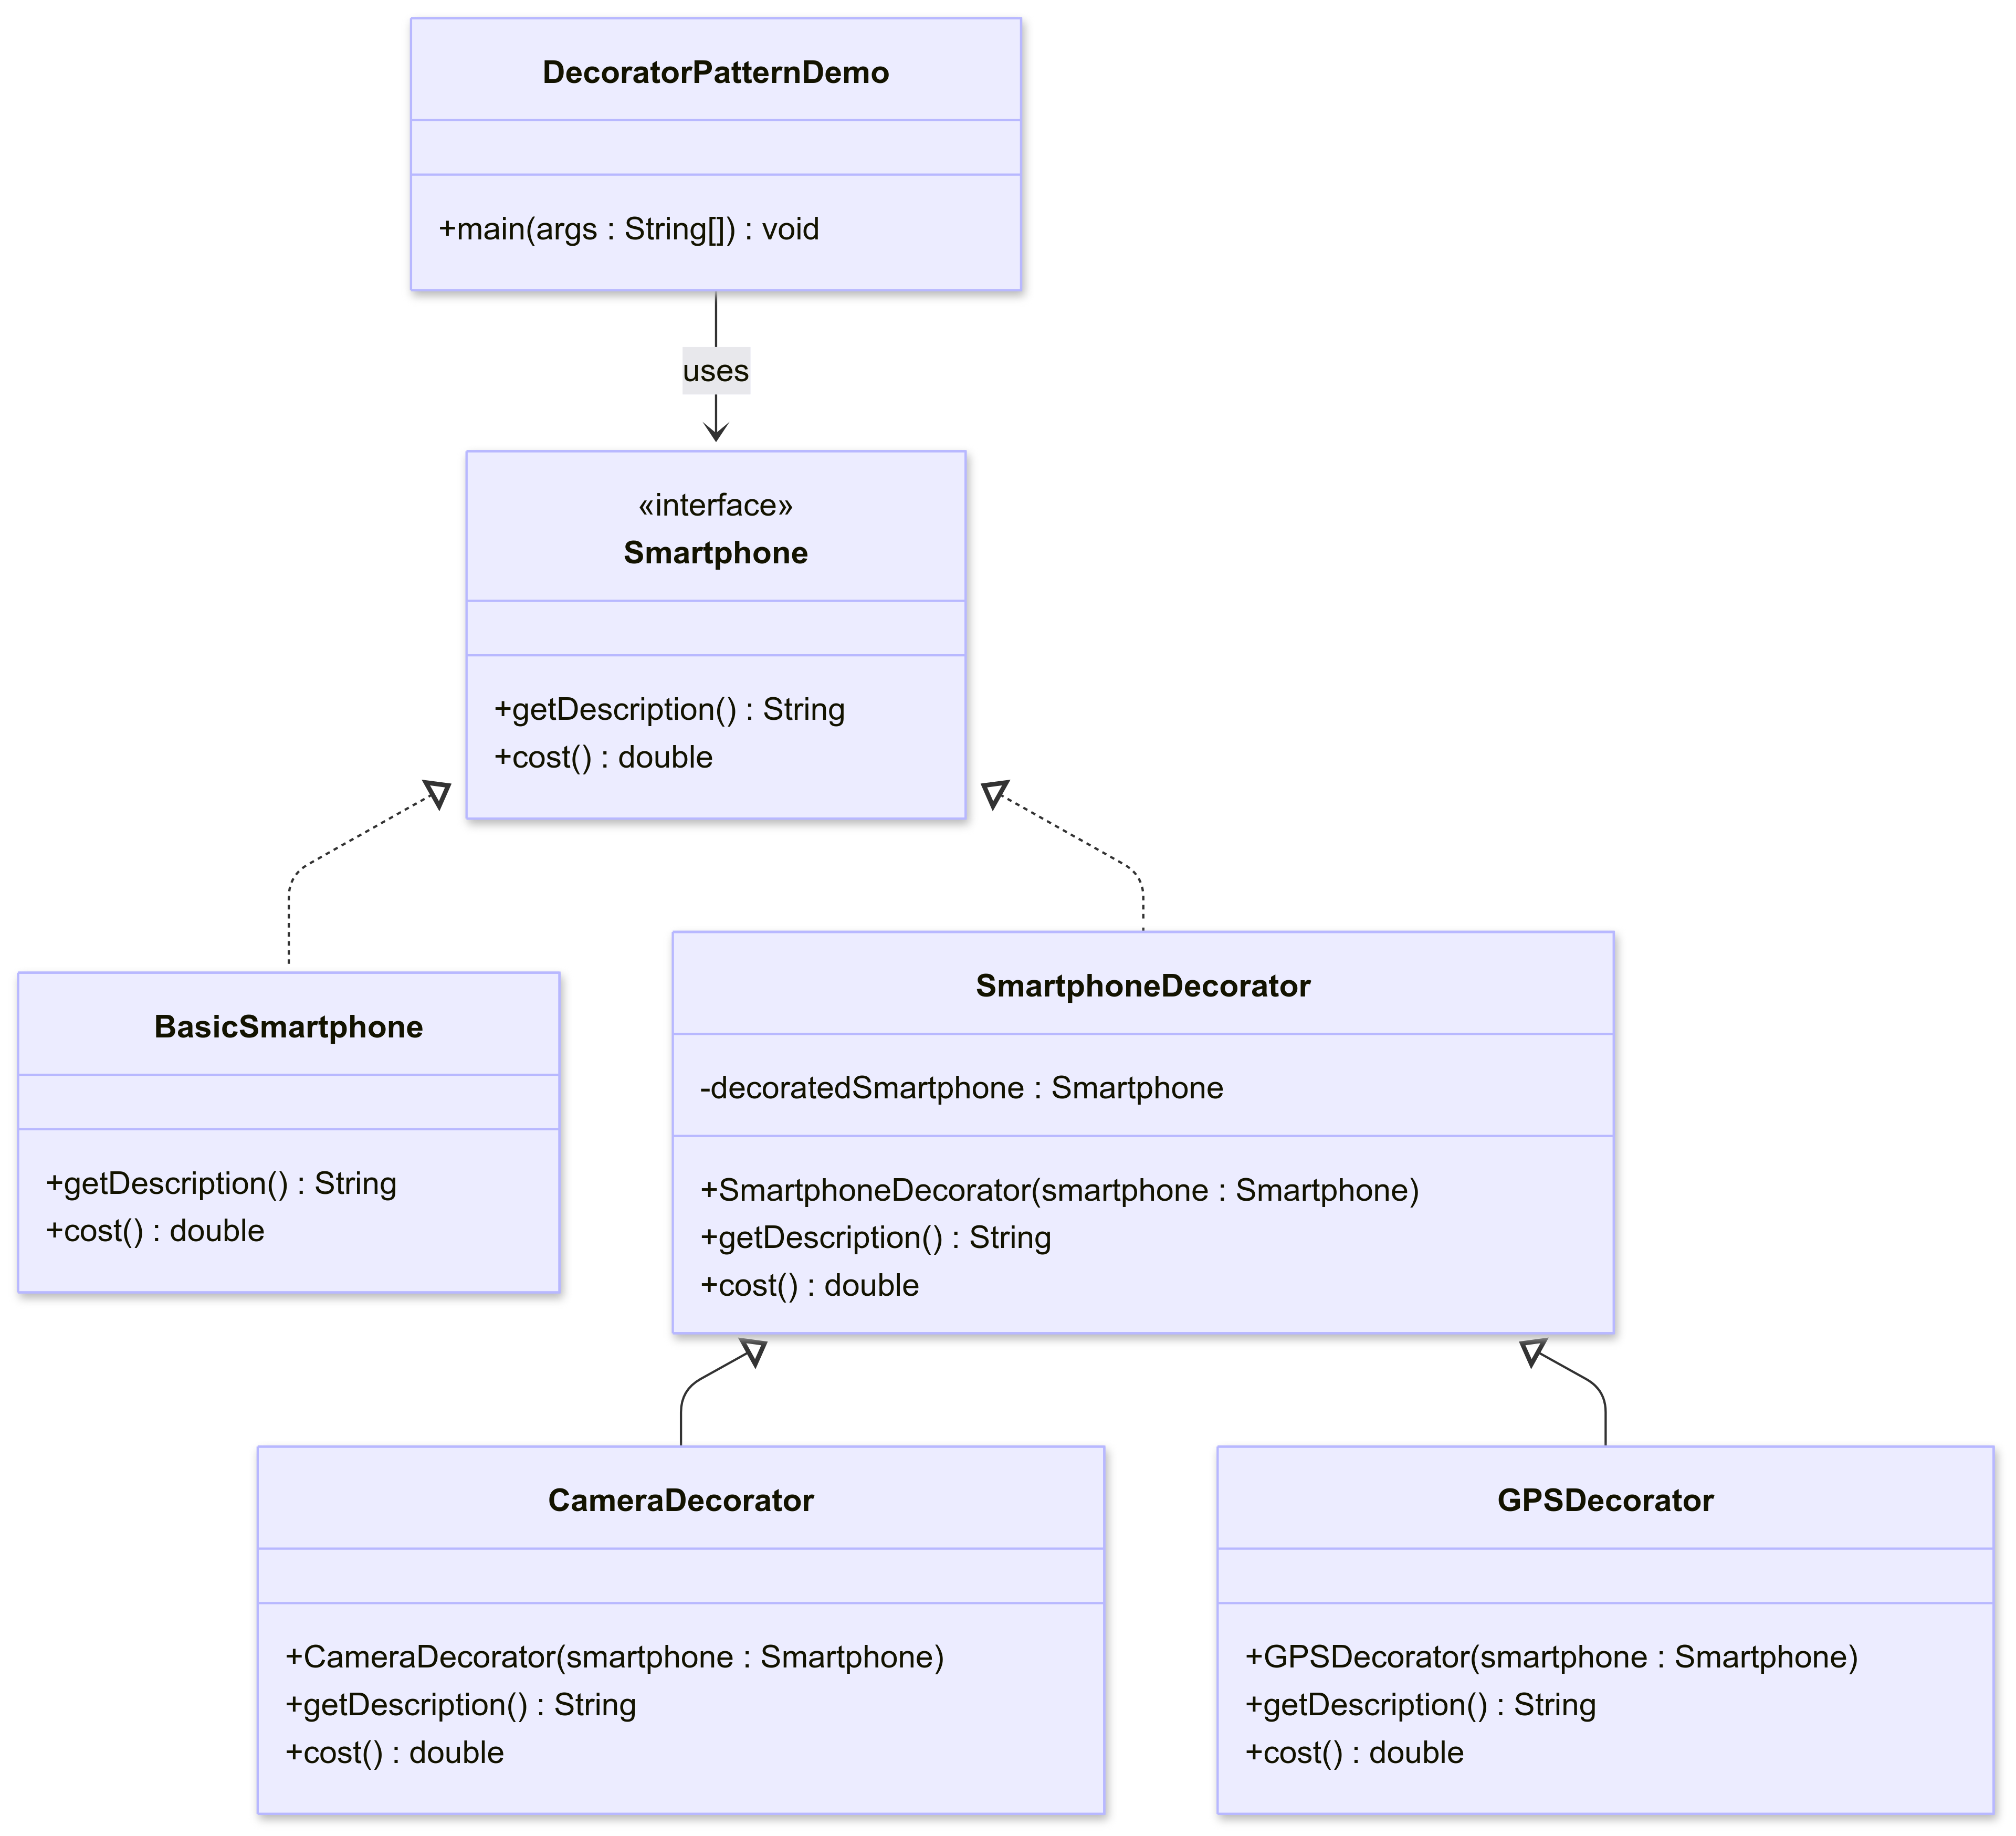 DecoratorPatternDemo
+main(args : String[]) : void
uses
«interface»
Smartphone
+getDescription() : String
+cost() : double
BasicSmartphone
+getDescription() : String
+cost() : double
SmartphoneDecorator
-decoratedSmartphone : Smartphone
+SmartphoneDecorator(smartphone : Smartphone)
+getDescription() : String
+cost() : double
CameraDecorator
+CameraDecorator(smartphone : Smartphone)
+getDescription() : String
+cost() : double
GPSDecorator
+GPSDecorator(smartphone : Smartphone)
+getDescription() : String
+cost() : double